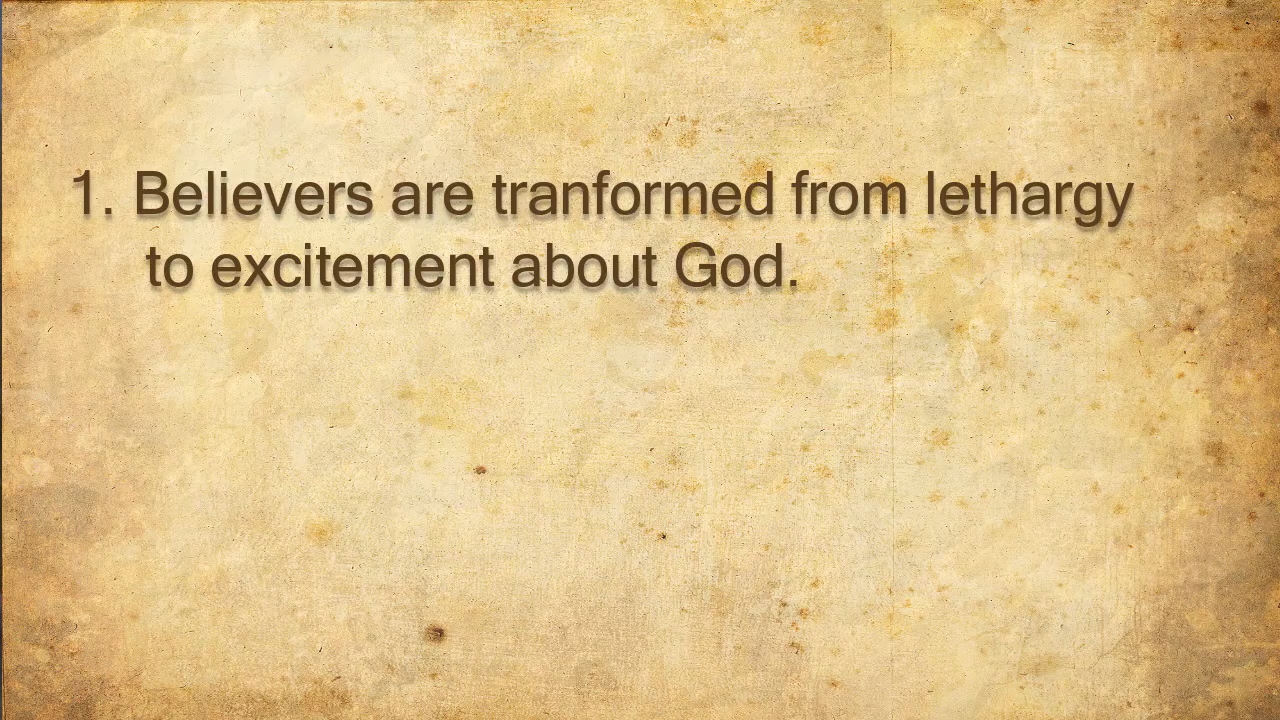 1. Believers are tranformed from lethargy
to excitement about God.